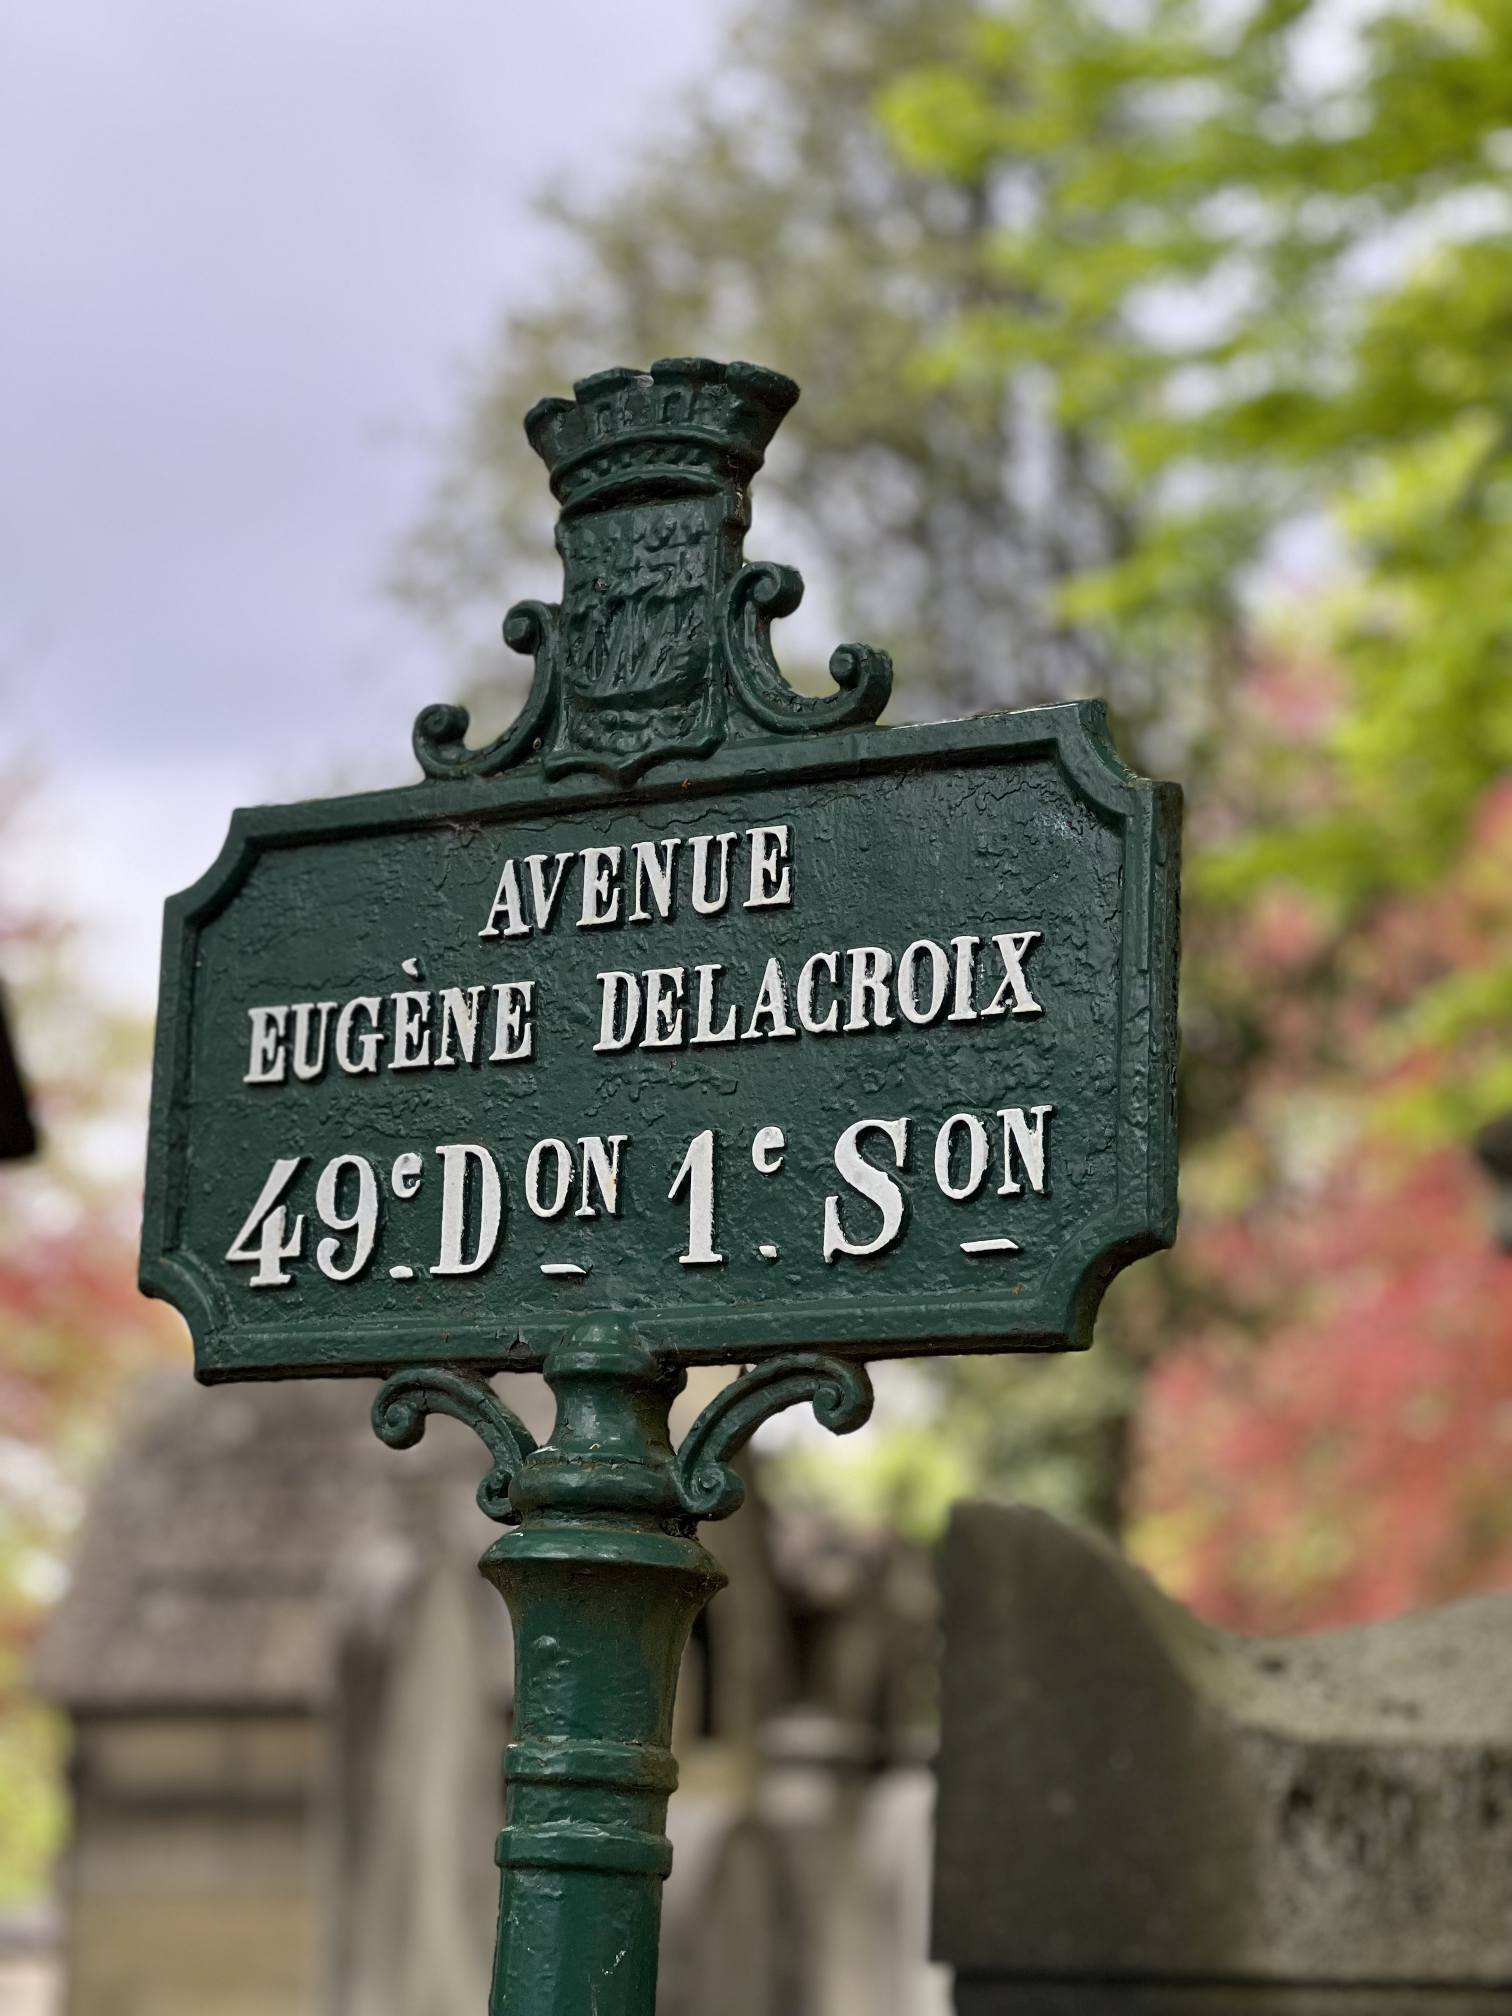 AVENUE
EUGÈNE DELACROIX
49e. DON 1e. SON